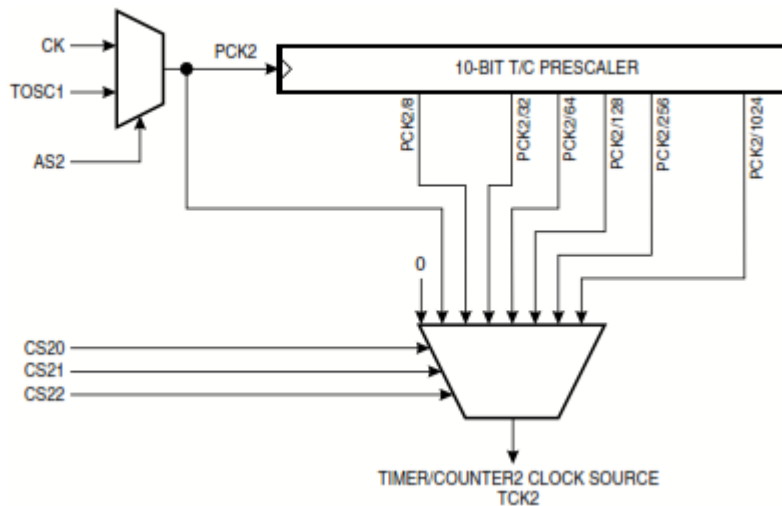 CK
PCK2
10-BIT T/C PRESCALER
TOSC1
AS2
PCK2/8
PCK2/32
PCK2/64
PCK2/128
PCK2/256
PCK2/1024
0
CS20
CS21
CS22
TIMER/COUNTER2 CLOCK SOURCE
TCK2